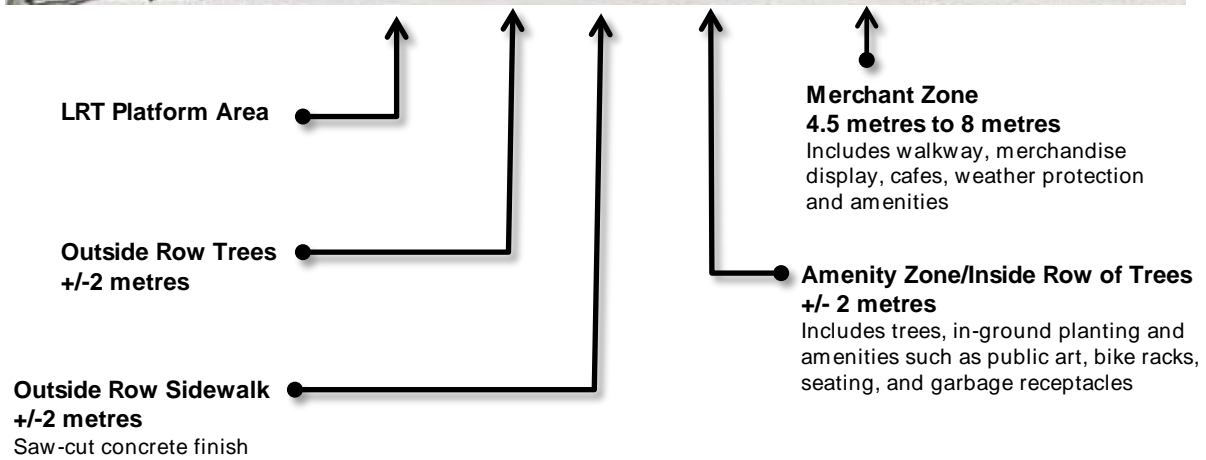 LRT Platform Area
Outside Row Trees
+/-2 metres
Outside Row Sidewalk
+/-2 metres
Saw-cut concrete finish
Merchant Zone
4.5 metres to 8 metres
Includes walkway, merchandise
display, cafes, weather protection
and amenities
Amenity Zone/Inside Row of Trees
+/- 2 metres
Includes trees, in-ground planting and
amenities such as public art, bike racks,
seating, and garbage receptacles